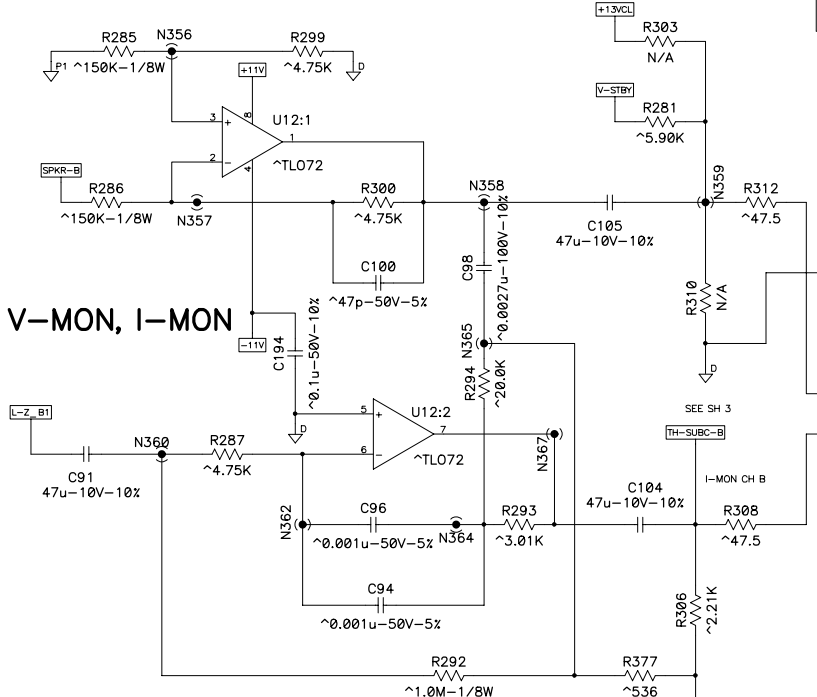 +13VCL
R303
N/A
R285
N356
R299
P1
^150K-1/8W
+11V
^4.75K
D
V-STBY
R281
^5.90K
8
U12:1
3
+
1
2
-
4
^TL072
SPKR-B
R286
^150K-1/8W
N357
R300
^4.75K
N358
C105
47u-10V-10%
N359
R312
^47.5
C100
^47p-50V-5%
C98
^0.0027u-100V-10%
R310
N/A
V-MON, I-MON
-11V
C194
^0.1u-50V-10%
N365
R294
^20.0K
D
SEE SH 3
L-Z_B1
5
+
U12:2
7
6
-
^TL072
D
TH-SUBC-B
N360
R287
^4.75K
C91
47u-10V-10%
N367
I-MON CH B
C104
47u-10V-10%
N362
C96
^0.001u-50V-5%
N364
R293
^3.01K
R308
^47.5
C94
^0.001u-50V-5%
R306
^2.21K
R292
^1.0M-1/8W
R377
^536